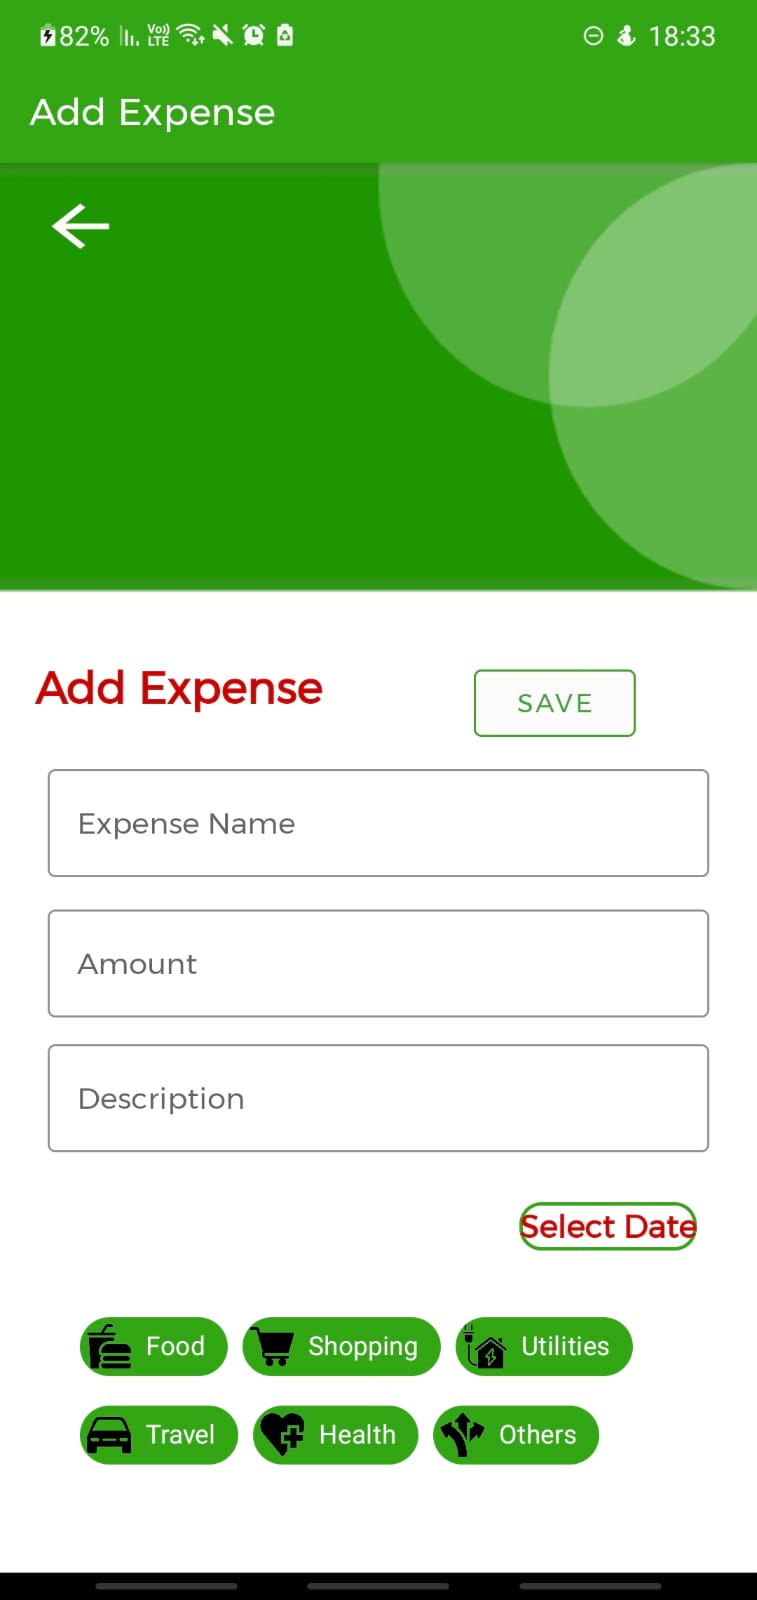 82% Vo)) LTE 18:33
Add Expense
Add Expense SAVE
Expense Name
Amount
Description
Select Date
Food Shopping Utilities
Travel Health Others